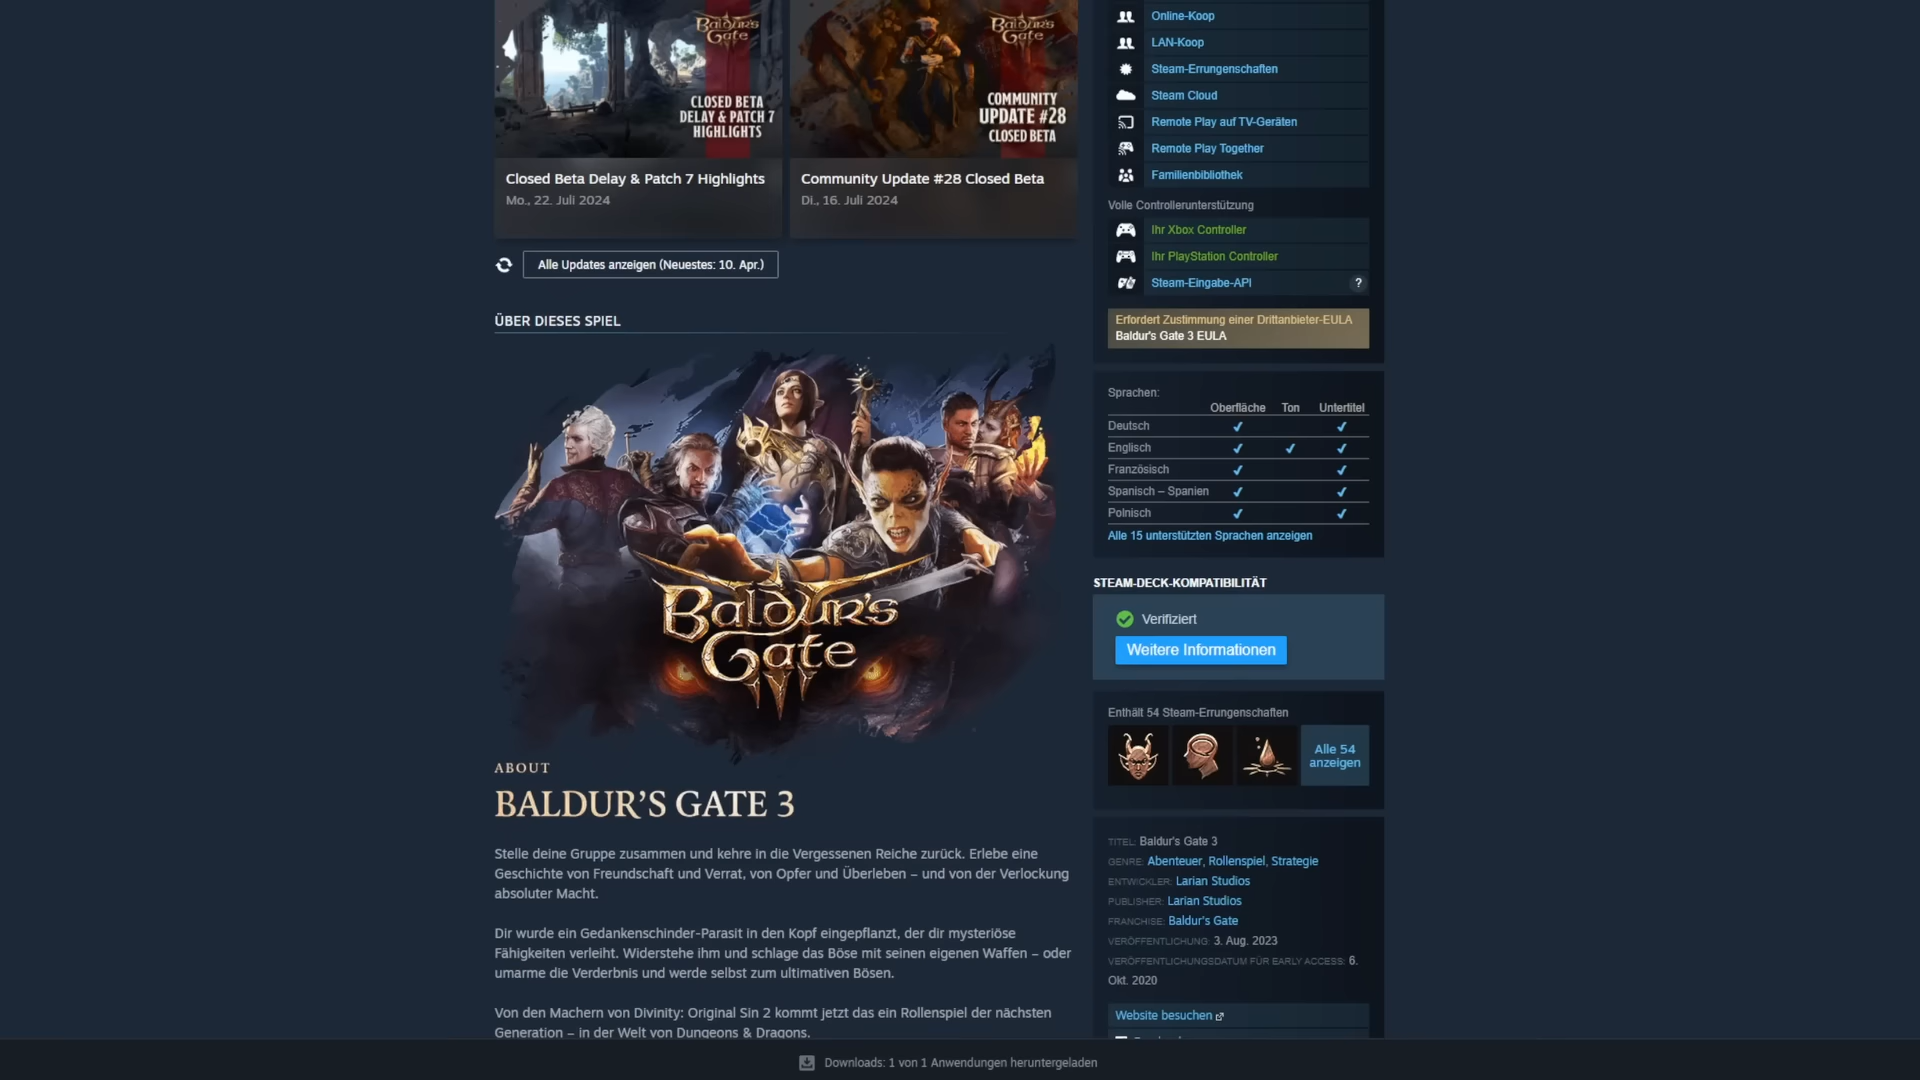 Baldur's
Gate
CLOSED BETA
DELAY & PATCH 7
HIGHLIGHTS
Closed Beta Delay & Patch 7 Highlights
Mo., 22. Juli 2024
Baldur's
Gate
COMMUNITY
UPDATE #28
CLOSED BETA
Community Update #28 Closed Beta
Di., 16. Juli 2024
Alle Updates anzeigen (Neuestes: 10. Apr.)
ÜBER DIESES SPIEL
Baldur's
Gate
ABOUT
BALDUR'S GATE 3
Stelle deine Gruppe zusammen und kehre in die Vergessenen Reiche zurück. Erlebe eine
Geschichte von Freundschaft und Verrat, von Opfer und Überleben – und von der Verlockung
absoluter Macht.
Dir wurde ein Gedankenschinder-Parasit in den Kopf eingepflanzt, der dir mysteriöse
Fähigkeiten verleiht. Widerstehe ihm und schlage das Böse mit seinen eigenen Waffen – oder
umarme die Verderbnis und werde selbst zum ultimativen Bösen.
Von den Machern von Divinity: Original Sin 2 kommt jetzt das ein Rollenspiel der nächsten
Generation – in der Welt von Dungeons & Dragons.
Online-Koop
LAN-Koop
Steam-Errungenschaften
Steam Cloud
Remote Play auf TV-Geräten
Remote Play Together
Familienbibliothek
Volle Controllerunterstützung
Ihr Xbox Controller
Ihr PlayStation Controller
Steam-Eingabe-API ?
Erfordert Zustimmung einer Drittanbieter-EULA
Baldur's Gate 3 EULA
Sprachen:
Oberfläche Ton Untertitel
Deutsch ✔ ✔
Englisch ✔ ✔ ✔
Französisch ✔ ✔
Spanisch – Spanien ✔ ✔
Polnisch ✔ ✔
Alle 15 unterstützten Sprachen anzeigen
STEAM-DECK-KOMPATIBILITÄT
Verifiziert
Weitere Informationen
Enthält 54 Steam-Errungenschaften
Alle 54
anzeigen
TITEL: Baldur's Gate 3
GENRE: Abenteuer, Rollenspiel, Strategie
ENTWICKLER: Larian Studios
PUBLISHER: Larian Studios
FRANCHISE: Baldur's Gate
VERÖFFENTLICHUNG: 3. Aug. 2023
VERÖFFENTLICHUNGSDATUM FÜR EARLY ACCESS: 6.
Okt. 2020
Website besuchen
Downloads: 1 von 1 Anwendungen heruntergeladen